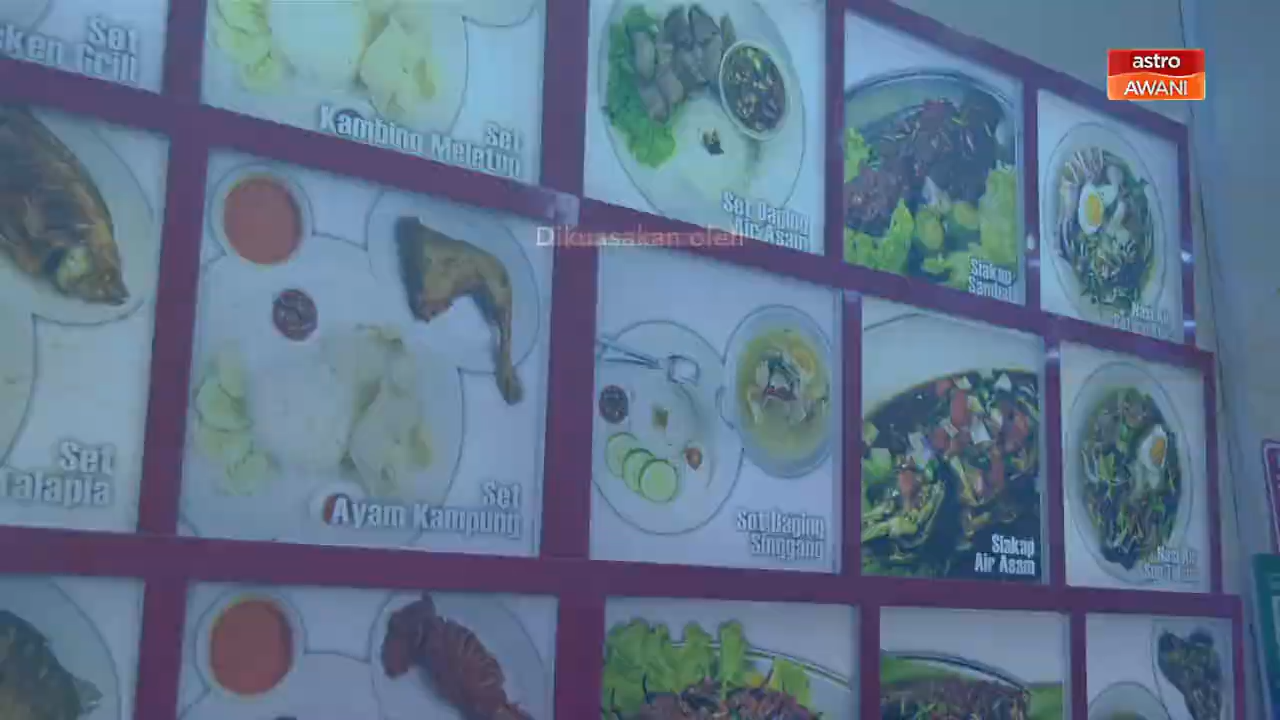 astro
AWANI
Set
Chicken Grill
Set
Kambing Meletup
Set Daging
Air Asam
Siakap
Sambal
Dikuasakan oleh
Set
Talapia
Set
Ayam Kampung
Set Daging
Singgang
Siakap
Air Asam